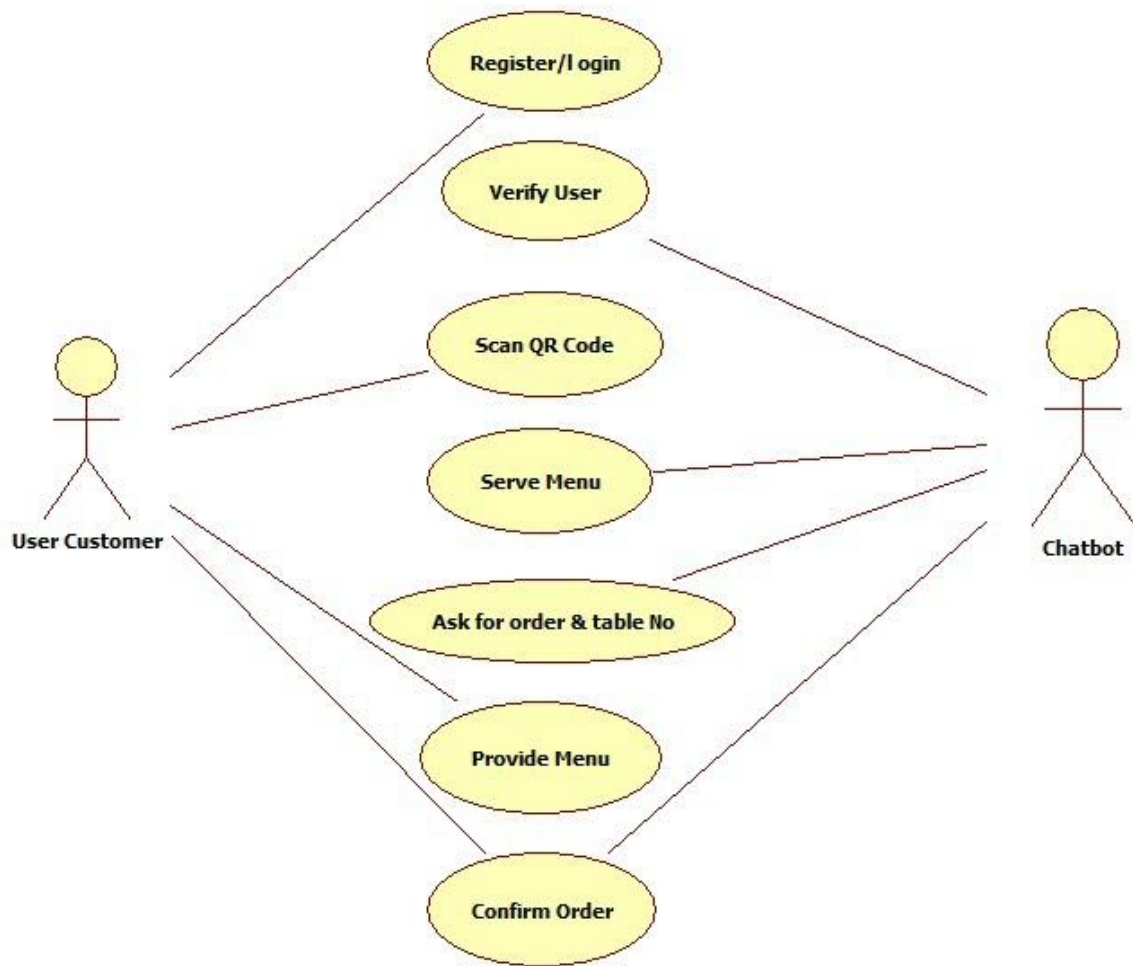 Register/login
Verify User
Scan QR Code
Serve Menu
User Customer
Chatbot
Ask for order & table No
Provide Menu
Confirm Order